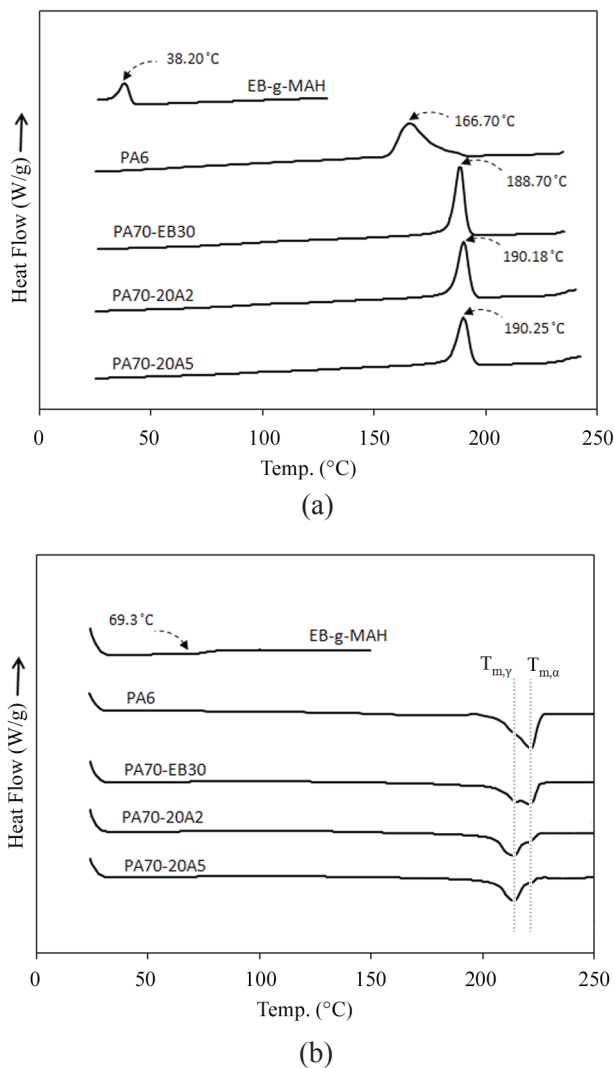 38.20˚C
EB-g-MAH
166.70˚C
PA6
188.70˚C
PA70-EB30
190.18˚C
PA70-20A2
190.25˚C
PA70-20A5
Heat Flow (W/g)
0 50 100 150 200 250
Temp. (°C)
(a)
69.3˚C
EB-g-MAH
Tm,γ Tm,α
PA6
PA70-EB30
PA70-20A2
PA70-20A5
Heat Flow (W/g)
0 50 100 150 200 250
Temp. (°C)
(b)